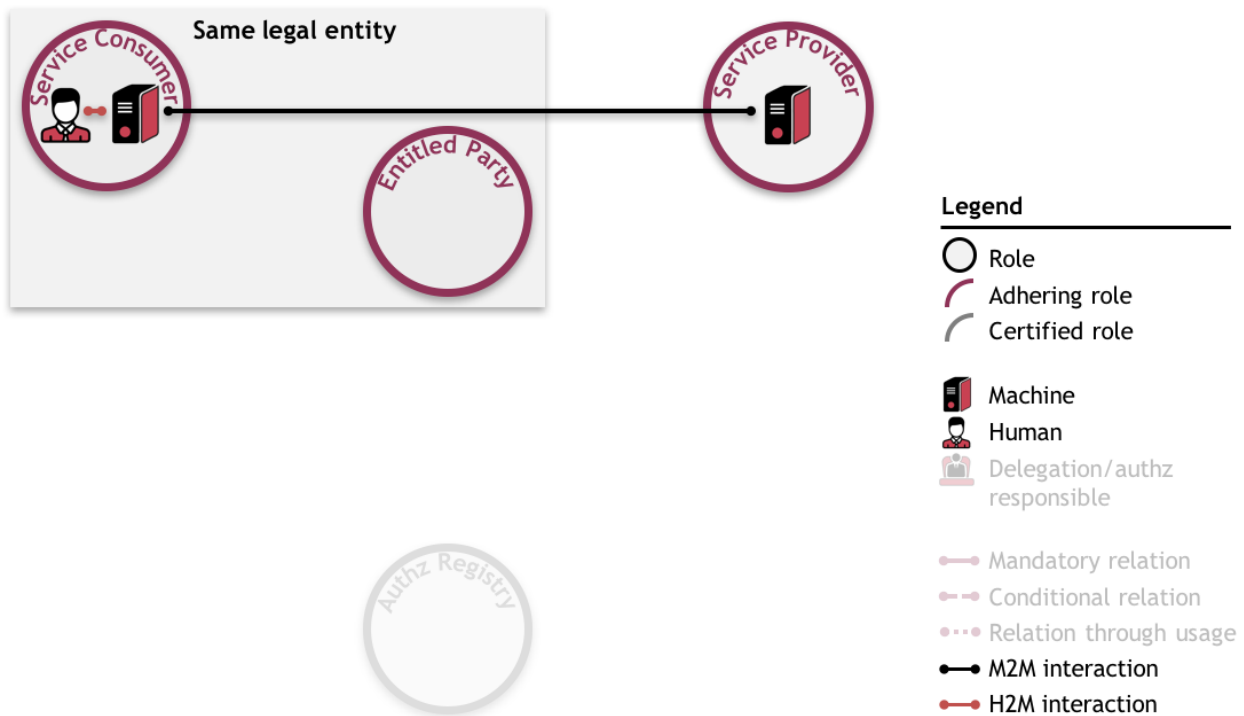 Same legal entity
Service Consumer
Service Provider
Entitled Party
Legend
Role
Adhering role
Certified role
Machine
Human
Delegation/authz
responsible
Mandatory relation
Conditional relation
Relation through usage
M2M interaction
H2M interaction
Authz Registry